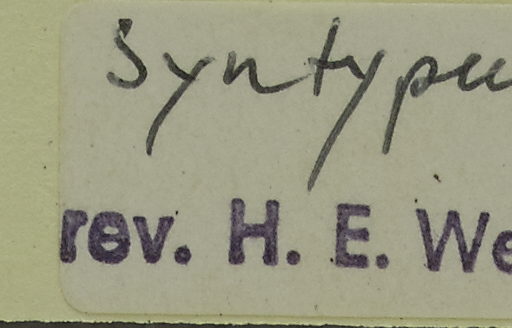 Syntypu
rev. H. E. We